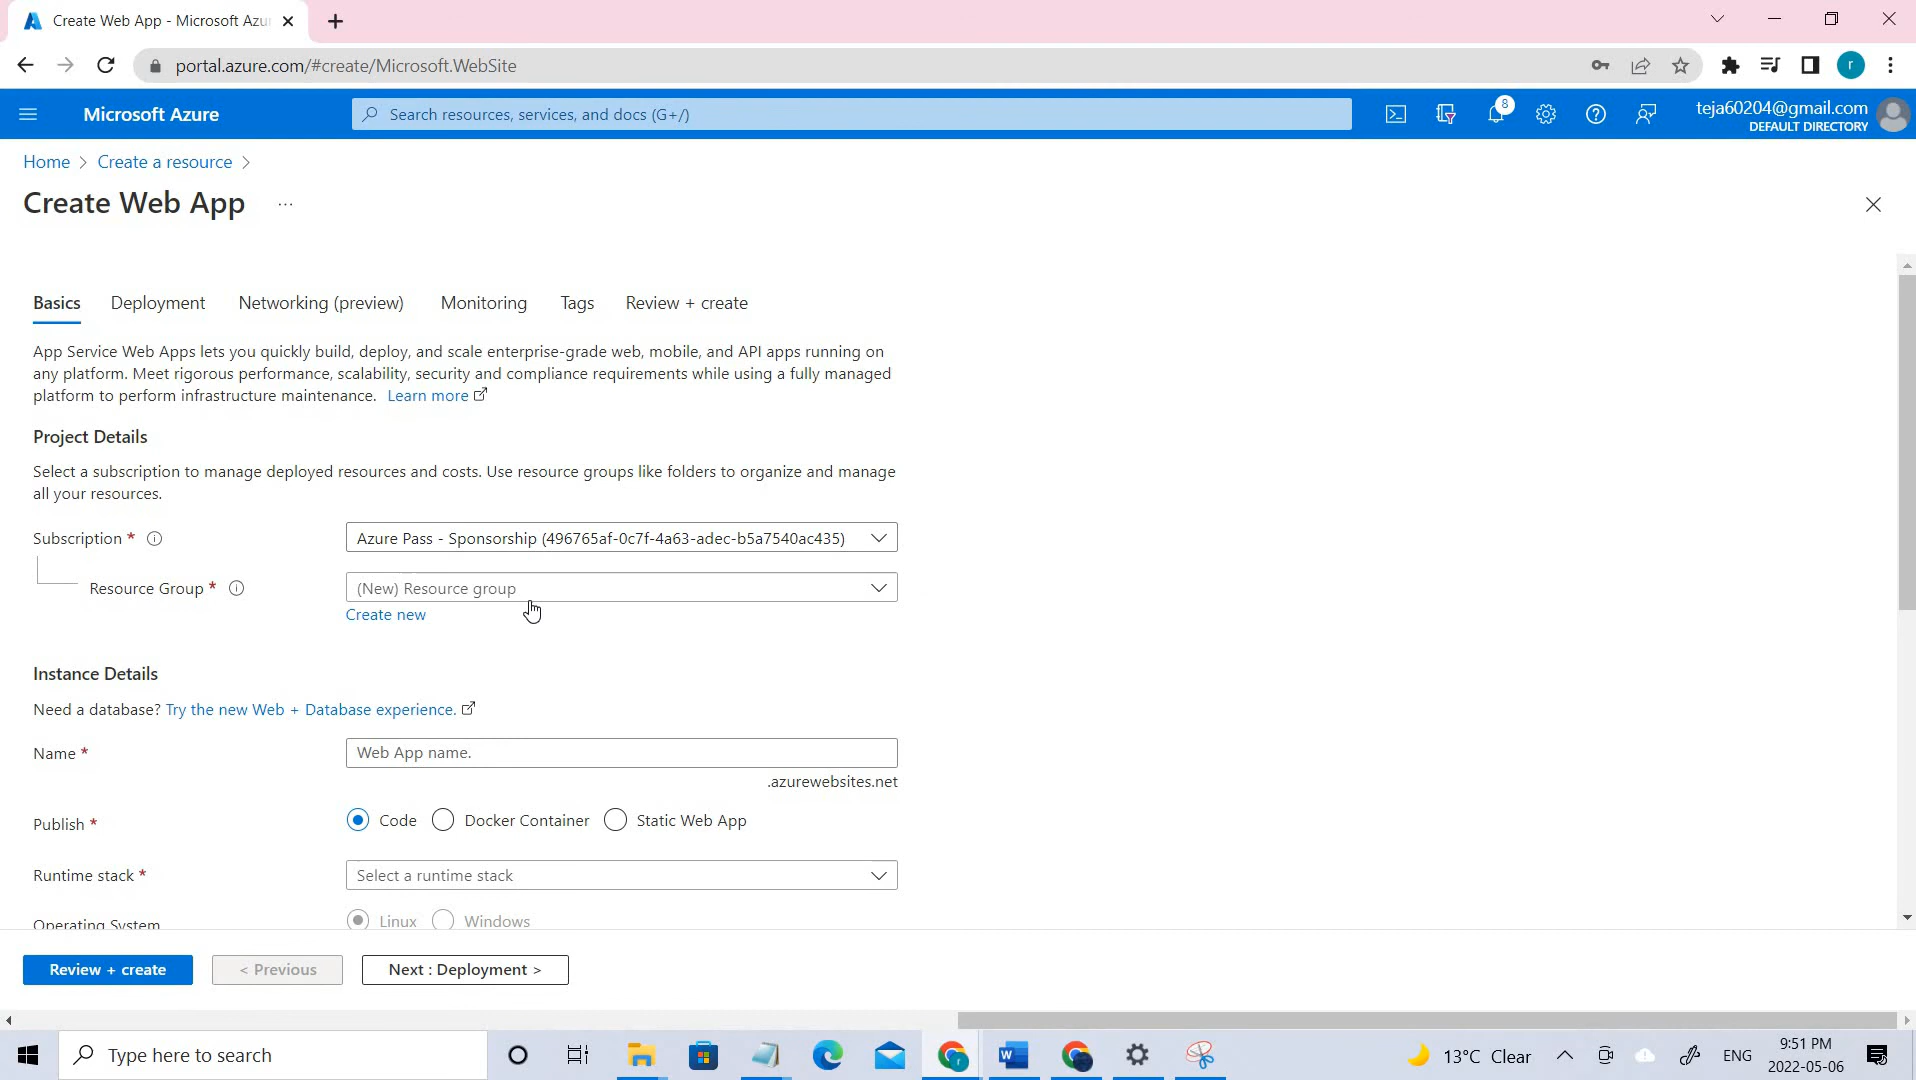 Create Web App - Microsoft Azu
portal.azure.com/#create/Microsoft.WebSite
r
Microsoft Azure
Search resources, services, and docs (G+/)
8
teja60204@gmail.com
DEFAULT DIRECTORY
Home > Create a resource >
Create Web App ...
Basics Deployment Networking (preview) Monitoring Tags Review + create
App Service Web Apps lets you quickly build, deploy, and scale enterprise-grade web, mobile, and API apps running on
any platform. Meet rigorous performance, scalability, security and compliance requirements while using a fully managed
platform to perform infrastructure maintenance. Learn more
Project Details
Select a subscription to manage deployed resources and costs. Use resource groups like folders to organize and manage
all your resources.
Subscription *
Azure Pass - Sponsorship (496765af-0c7f-4a63-adec-b5a7540ac435)
Resource Group *
(New) Resource group
Create new
Instance Details
Need a database? Try the new Web + Database experience.
Name *
Web App name.
.azurewebsites.net
Publish *
Code Docker Container Static Web App
Runtime stack *
Select a runtime stack
Operating System
Linux Windows
Review + create
< Previous
Next : Deployment >
Type here to search
13°C Clear
ENG
9:51 PM
2022-05-06